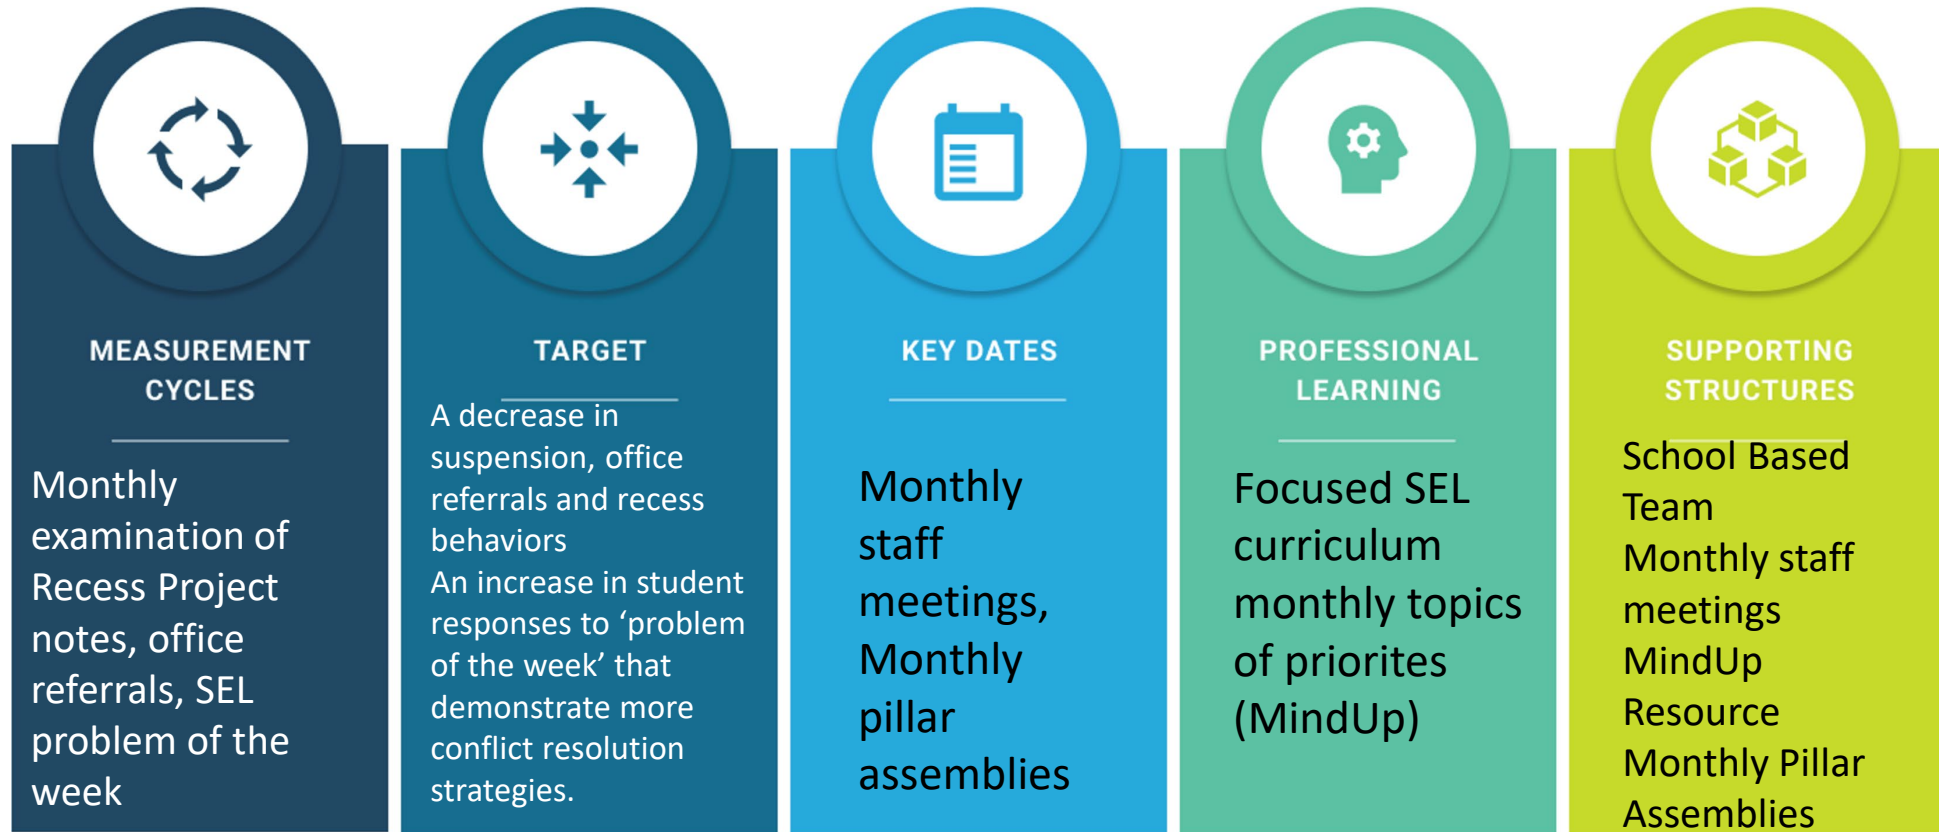 MEASUREMENT
CYCLES
Monthly
examination of
Recess Project
notes, office
referrals, SEL
problem of the
week
TARGET
A decrease in
suspension, office
referrals and recess
behaviors
An increase in student
responses to ‘problem
of the week’ that
demonstrate more
conflict resolution
strategies.
KEY DATES
Monthly
staff
meetings,
Monthly
pillar
assemblies
PROFESSIONAL
LEARNING
Focused SEL
curriculum
monthly topics
of priorites
(MindUp)
SUPPORTING
STRUCTURES
School Based
Team
Monthly staff
meetings
MindUp
Resource
Monthly Pillar
Assemblies